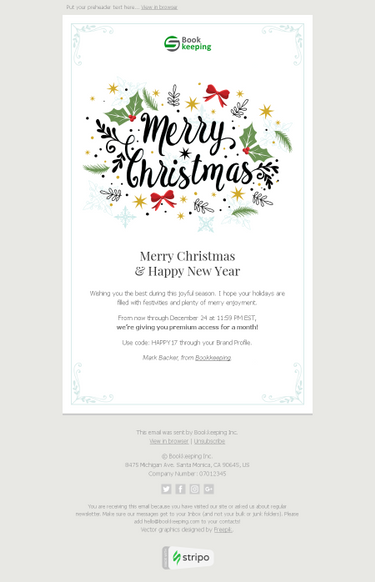 Put your preheader text here... View in browser
Book
keeping
Merry
Christmas
Merry Christmas
& Happy New Year
Wishing you the best during this joyful season. I hope your holidays are
filled with festivities and plenty of merry enjoyment.
From now through December 24 at 11:59 PM EST,
we're giving you premium access for a month!
Use code: HAPPY17 through your Brand Profile.
Mark Backer, from Bookkeeping
This email was sent by Bookkeeping Inc.
View in Browser | Unsubscribe
© Bookkeeping Inc.
8475 Michigan Ave. Santa Monica, CA 90645, US
Company Number: 07012345
You are receiving this email because you have visited our site or asked us about regular
newsletter. Make sure our messages get to your Inbox (and not your bulk or junk folders). Please
add hello@bookkeeping.com to your contacts!
Vector graphics designed by Freepik.
stripo